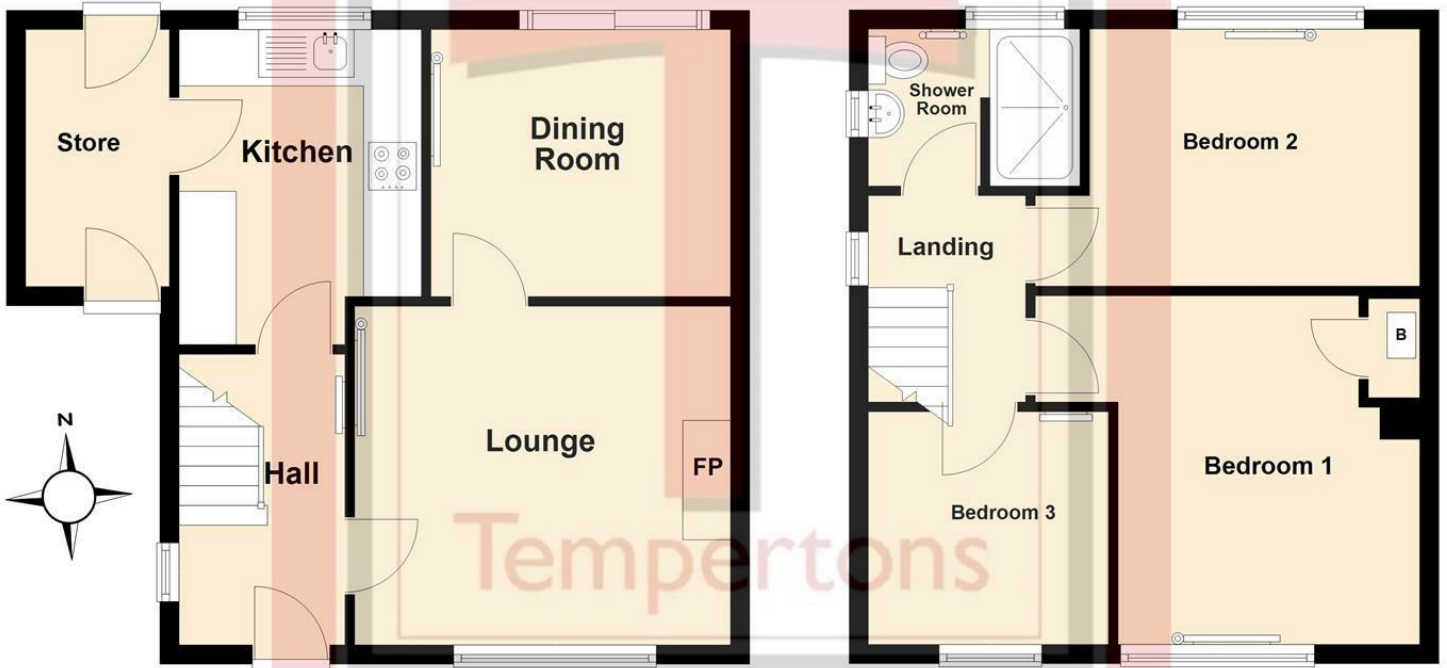 Store
Kitchen
Dining
Room
Lounge
FP
Hall
N
Shower
Room
Bedroom 2
Landing
B
Bedroom 1
Bedroom 3
Tempertons